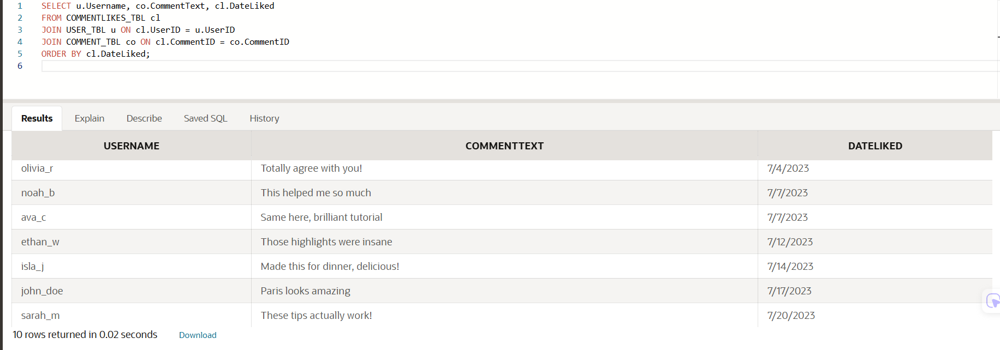 1 SELECT u.Username, co.CommentText, cl.DateLiked
2 FROM COMMENTLIKES_TBL cl
3 JOIN USER_TBL u ON cl.UserID = u.UserID
4 JOIN COMMENT_TBL co ON cl.CommentID = co.CommentID
5 ORDER BY cl.DateLiked;
6
Results Explain Describe Saved SQL History
USERNAME COMMENTTEXT DATELIKED
olivia_r Totally agree with you! 7/4/2023
noah_b This helped me so much 7/7/2023
ava_c Same here, brilliant tutorial 7/7/2023
ethan_w Those highlights were insane 7/12/2023
isla_j Made this for dinner, delicious! 7/14/2023
john_doe Paris looks amazing 7/17/2023
sarah_m These tips actually work! 7/20/2023
10 rows returned in 0.02 seconds Download